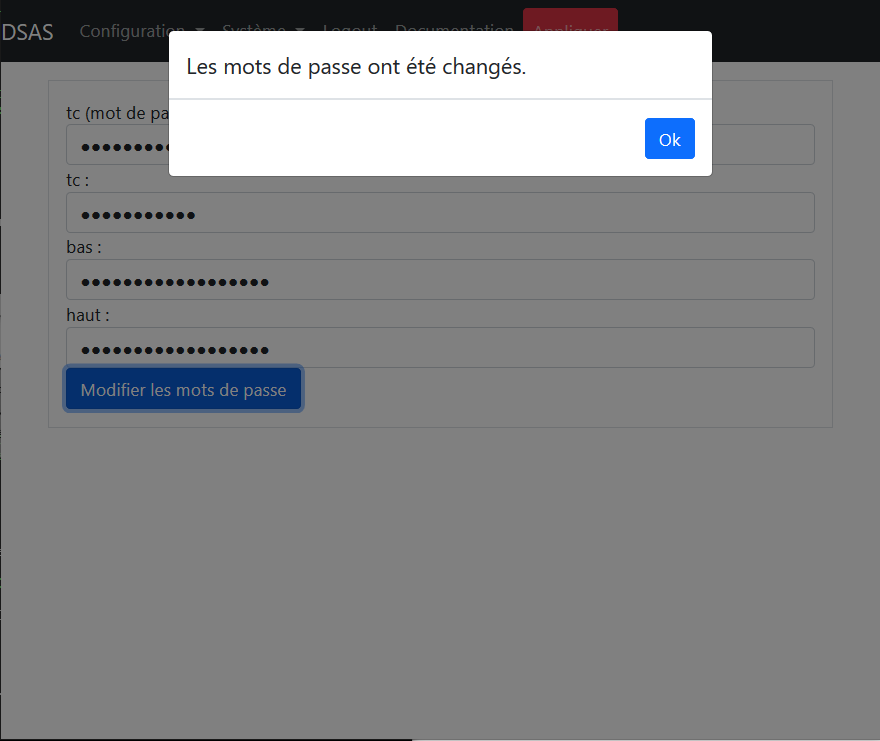 DSAS Configuration Système Logout Documentation Appliquer
Les mots de passe ont été changés.
Ok
tc (mot de pa
●●●●●●●●●
tc :
●●●●●●●●●●●
bas :
●●●●●●●●●●●●●●●●●●
haut :
●●●●●●●●●●●●●●●●●●
Modifier les mots de passe